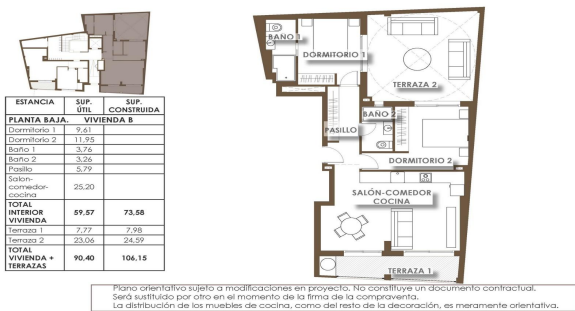 ESTANCIA SUP. ÚTIL SUP. CONSTRUIDA
PLANTA BAJA. VIVIENDA B
Dormitorio 1 9,61
Dormitorio 2 11,95
Baño 1 3,76
Baño 2 3,26
Pasillo 5,79
Salon-comedor-cocina 25,20
TOTAL INTERIOR VIVIENDA 59,57 73,58
Terraza 1 7,77 7,98
Terraza 2 23,06 24,59
TOTAL VIVIENDA + TERRAZAS 90,40 106,15
BAÑO 1
DORMITORIO 1
TERRAZA 2
PASILLO
BAÑO 2
DORMITORIO 2
SALÓN-COMEDOR
COCINA
TERRAZA 1
Plano orientativo sujeto a modificaciones en proyecto. No constituye un documento contractual.
Será sustituido por otro en el momento de la firma de la compraventa.
La distribución de los muebles de cocina, como del resto de la decoración, es meramente orientativa.